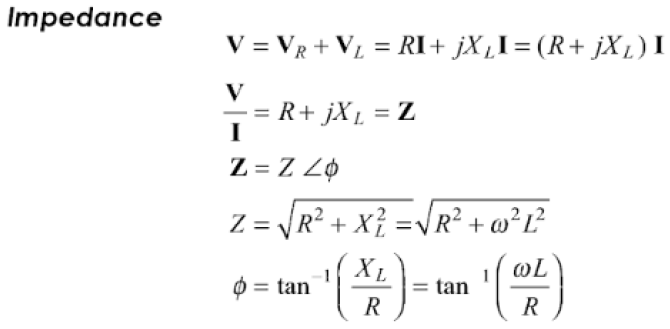 Impedance
V = V_R + V_L = RI + jX_L I = (R + jX_L) I
V/I = R + jX_L = Z
Z = Z ∠ϕ
Z = √(R² + X_L² =) √(R² + ω²L²)
ϕ = tan⁻¹(X_L/R) = tan ¹(ωL/R)